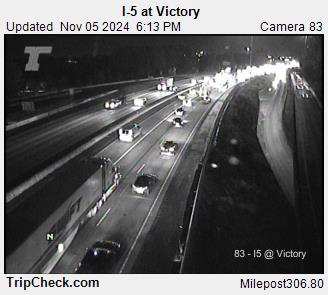 I-5 at Victory
Updated Nov 05 2024 6:13 PM Camera 83
T
N
83 - I5 @ Victory
TripCheck.com Milepost306.80